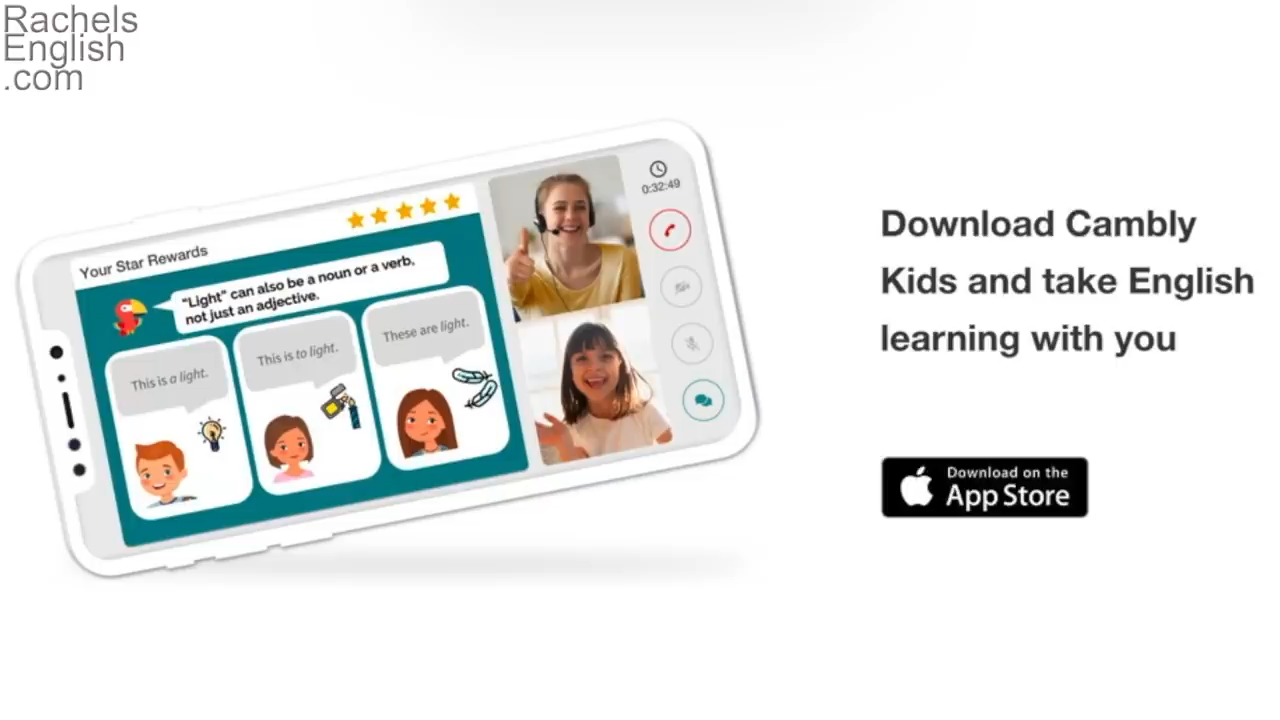 Rachels
English
.com
Your Star Rewards
"Light" can also be a noun or a verb,
not just an adjective.
This is a light.
This is to light.
These are light.
0:32:49
Download Cambly
Kids and take English
learning with you
Download on the
App Store